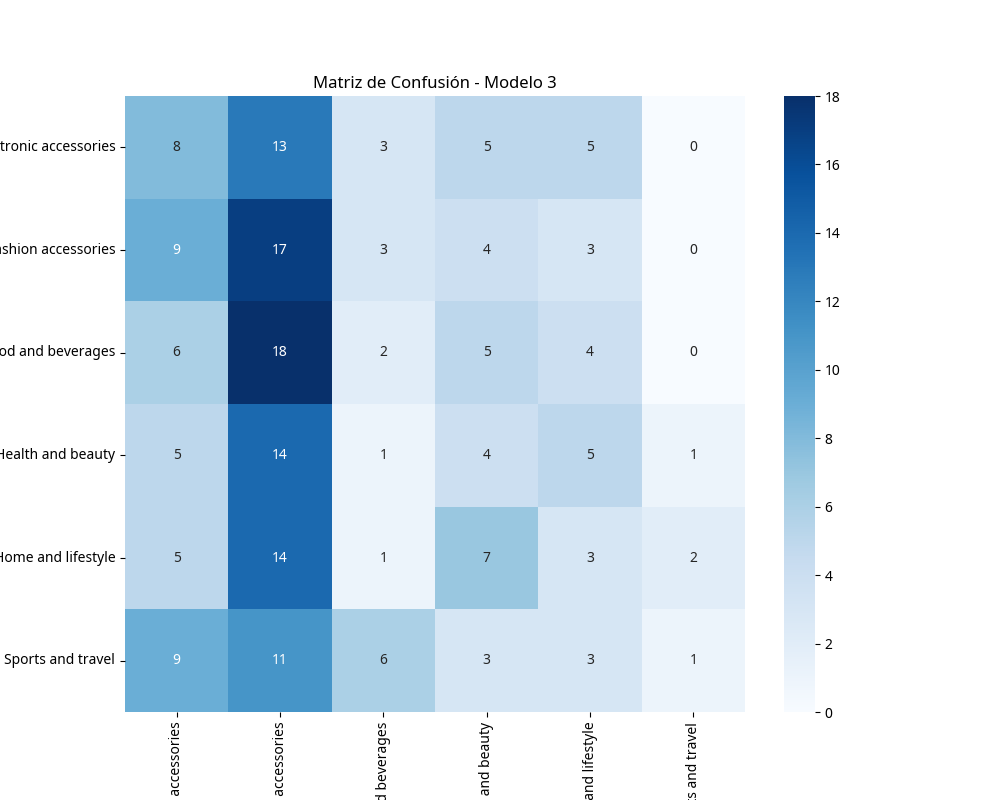 Matriz de Confusión - Modelo 3
tronic accessories 8 13 3 5 5 0
shion accessories 9 17 3 4 3 0
od and beverages 6 18 2 5 4 0
Health and beauty 5 14 1 4 5 1
Home and lifestyle 5 14 1 7 3 2
Sports and travel 9 11 6 3 3 1
accessories
accessories
d beverages
and beauty
and lifestyle
s and travel
18
16
14
12
10
8
6
4
2
0